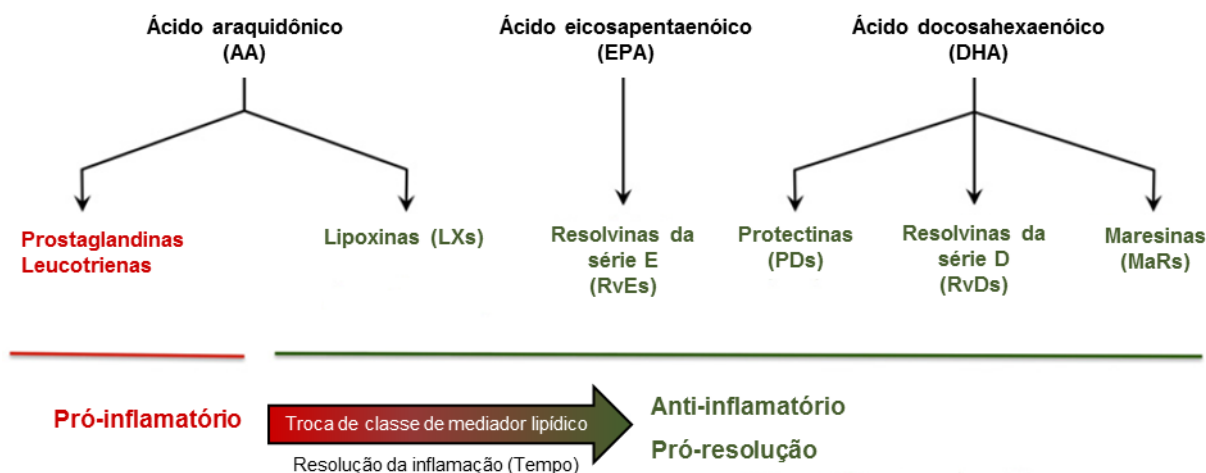 Ácido araquidônico
(AA)
Ácido eicosapentaenóico
(EPA)
Ácido docosahexaenóico
(DHA)
Prostaglandinas
Leucotrienas
Lipoxinas (LXs)
Resolvinas da
série E
(RvEs)
Protectinas
(PDs)
Resolvinas da
série D
(RvDs)
Maresinas
(MaRs)
Pró-inflamatório
Troca de classe de mediador lipídico
Resolução da inflamação (Tempo)
Anti-inflamatório
Pró-resolução